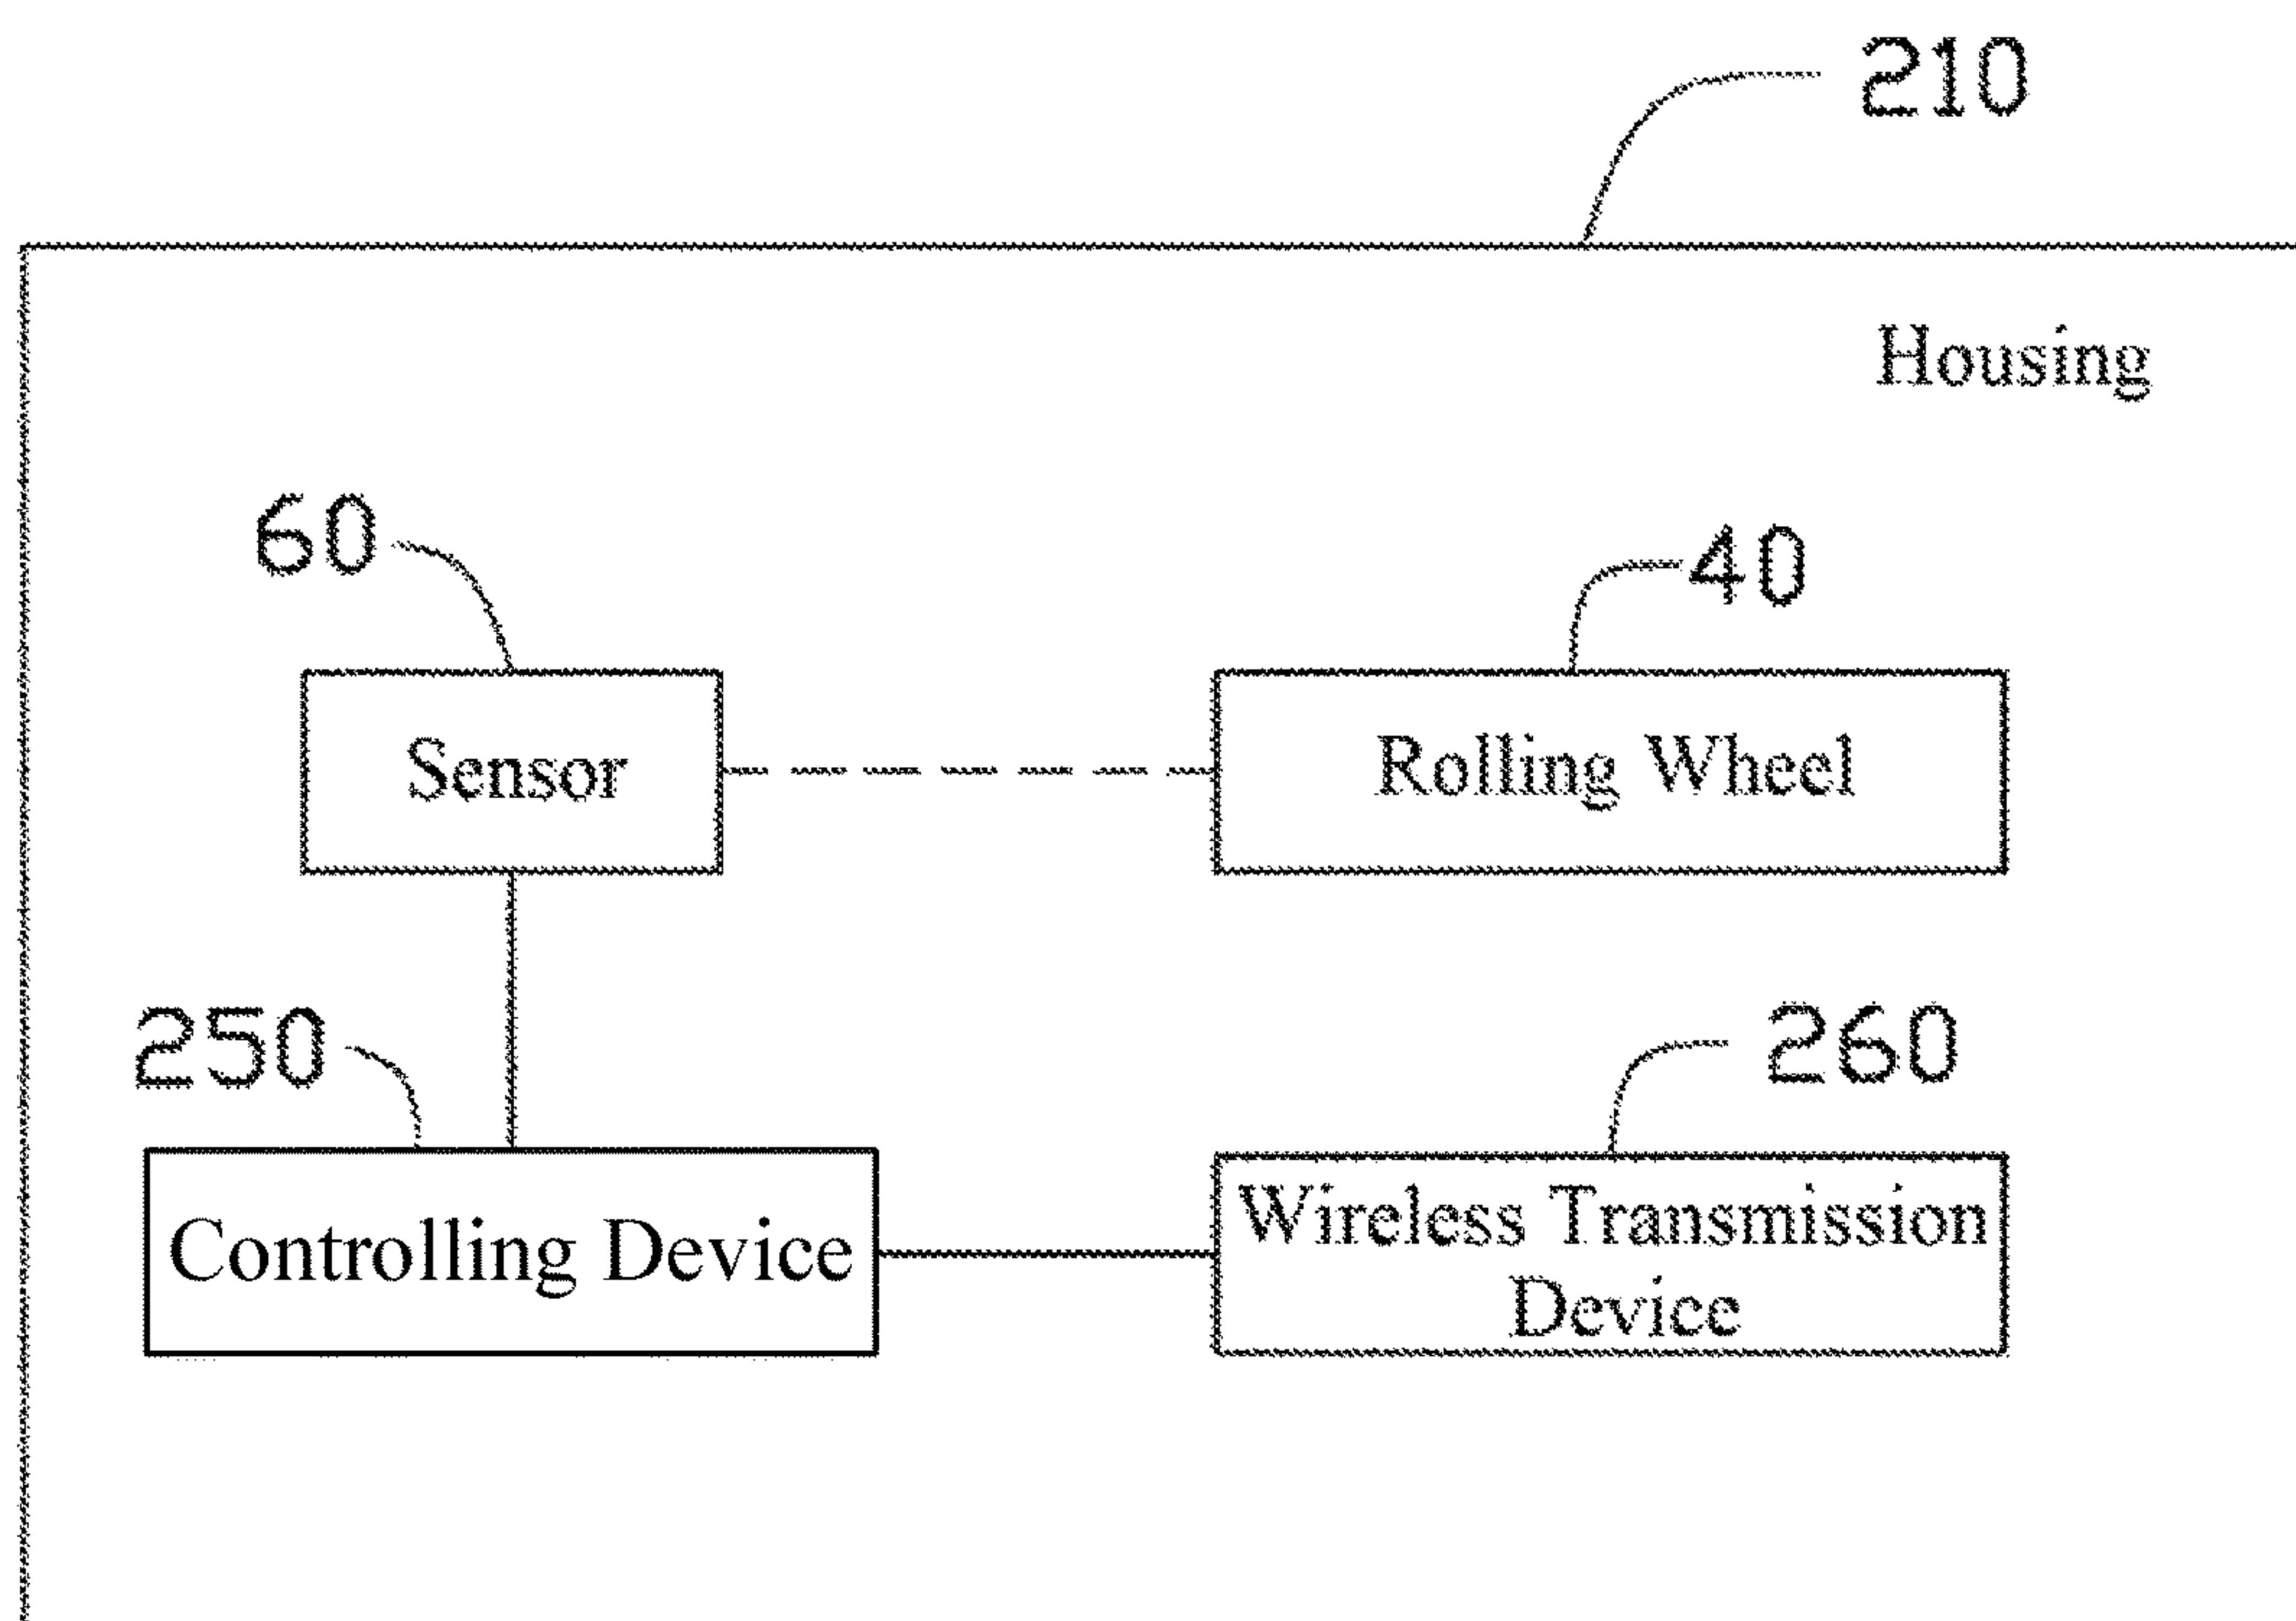 210
Housing
60
40
Sensor
Rolling Wheel
250
260
Controlling Device
Wireless Transmission
Device